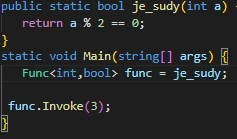 public static bool je_sudy(int a)
return a % 2 == 0;
}
static void Main(string[] args) {
Func<int,bool> func = je_sudy;
func.Invoke(3);
}